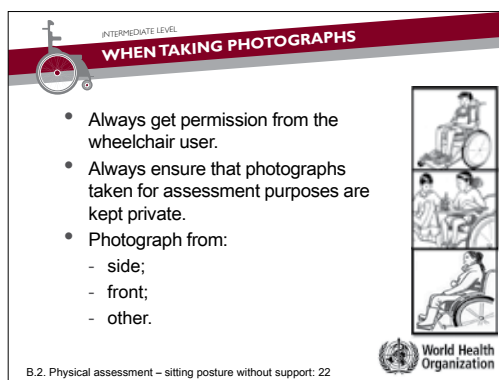 INTERMEDIATE LEVEL
WHEN TAKING PHOTOGRAPHS
• Always get permission from the
wheelchair user.
• Always ensure that photographs
taken for assessment purposes are
kept private.
• Photograph from:
- side;
- front;
- other.
World Health
Organization
B.2. Physical assessment – sitting posture without support: 22